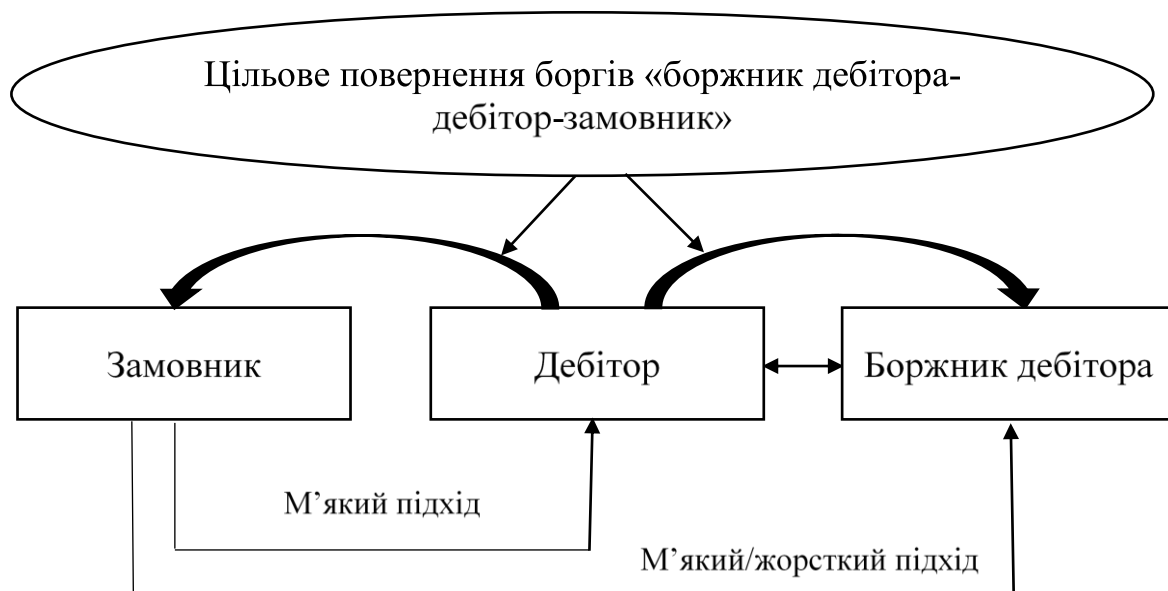 Цільове повернення боргів «боржник дебітора-
дебітор-замовник»
Замовник
Дебітор
Боржник дебітора
М’який підхід
М’який/жорсткий підхід